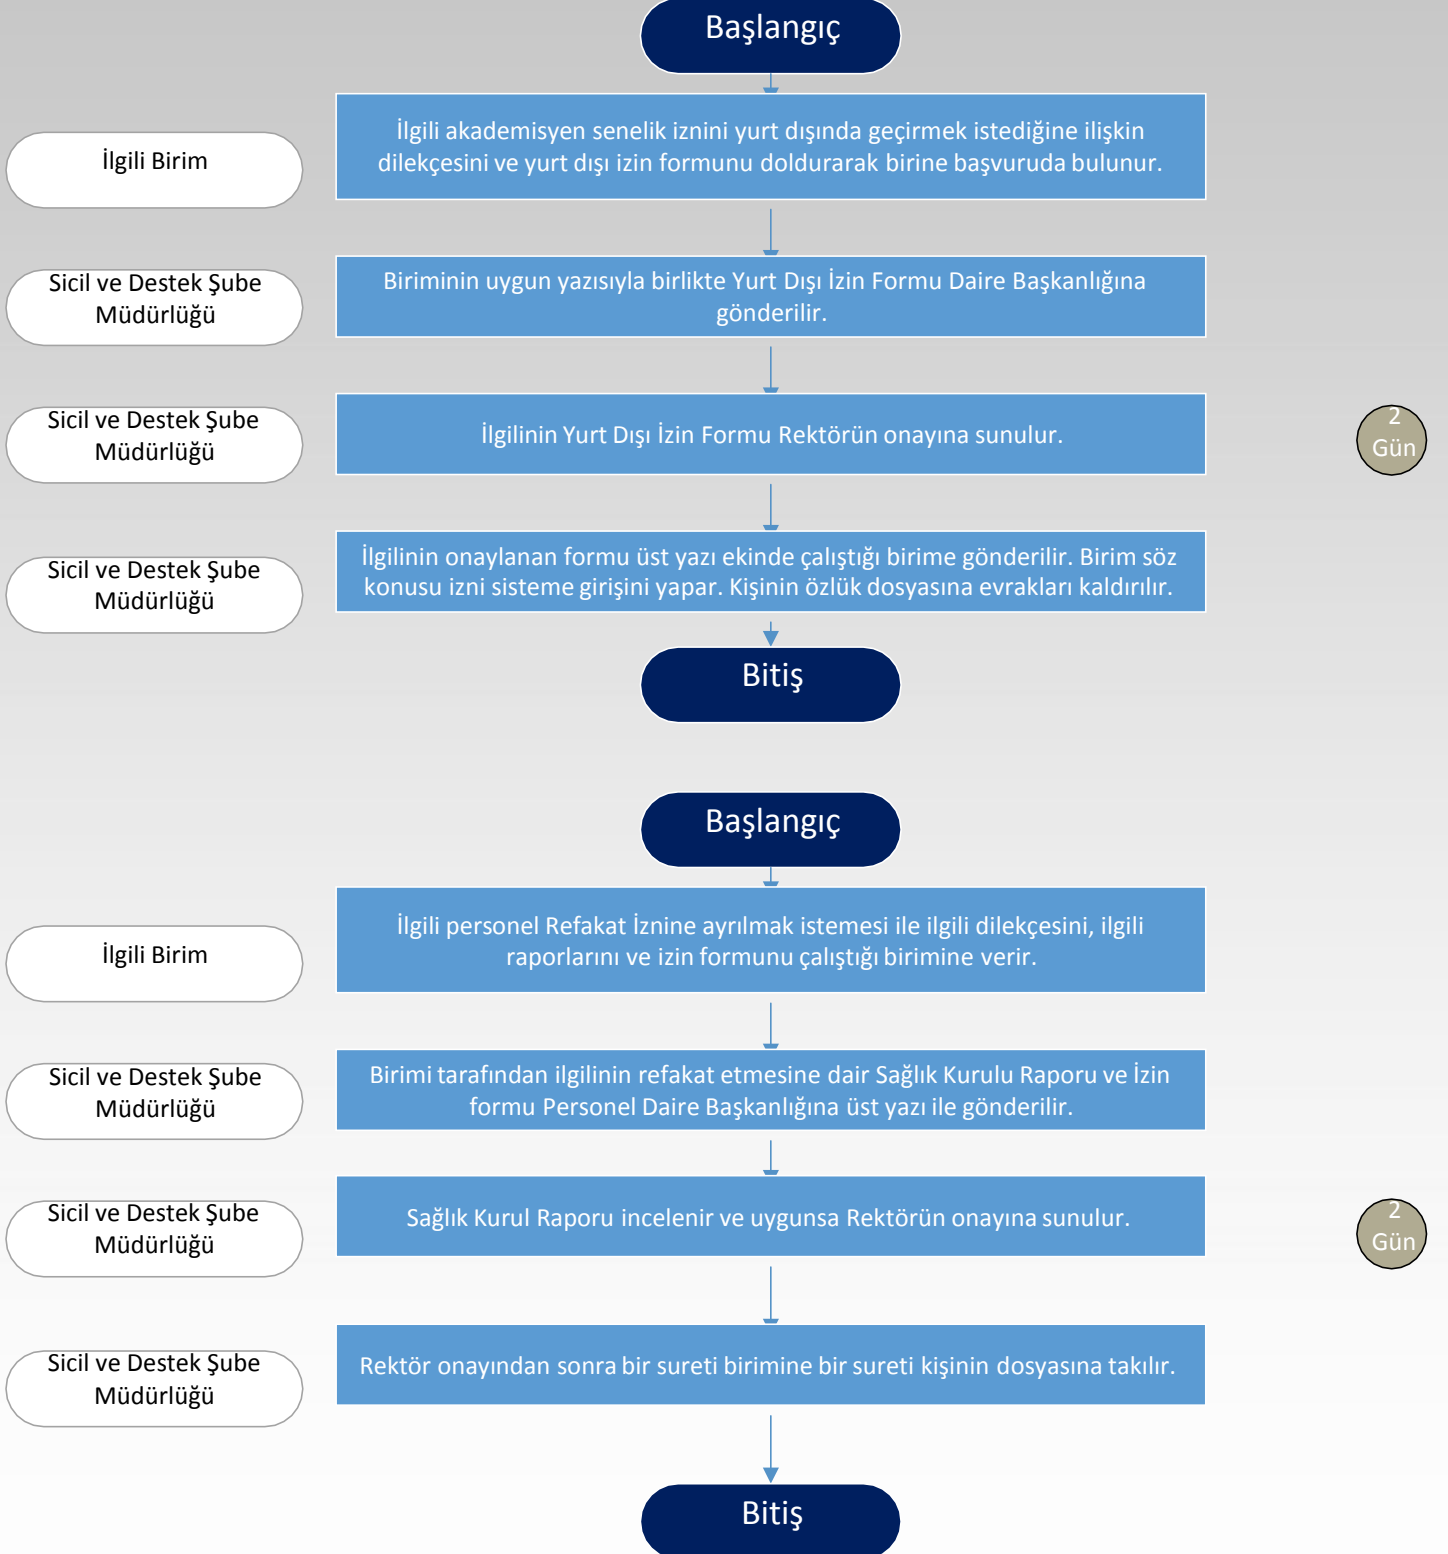 Başlangıç
İlgili Birim
İlgili akademisyen senelik iznini yurt dışında geçirmek istediğine ilişkin
dilekçesini ve yurt dışı izin formunu doldurarak birine başvuruda bulunur.
Sicil ve Destek Şube
Müdürlüğü
Biriminin uygun yazısıyla birlikte Yurt Dışı İzin Formu Daire Başkanlığına
gönderilir.
Sicil ve Destek Şube
Müdürlüğü
İlgilinin Yurt Dışı İzin Formu Rektörün onayına sunulur.
2
Gün
Sicil ve Destek Şube
Müdürlüğü
İlgilinin onaylanan formu üst yazı ekinde çalıştığı birime gönderilir. Birim söz
konusu izni sisteme girişini yapar. Kişinin özlük dosyasına evrakları kaldırılır.
Bitiş
Başlangıç
İlgili Birim
İlgili personel Refakat İznine ayrılmak istemesi ile ilgili dilekçesini, ilgili
raporlarını ve izin formunu çalıştığı birimine verir.
Sicil ve Destek Şube
Müdürlüğü
Birimi tarafından ilgilinin refakat etmesine dair Sağlık Kurulu Raporu ve İzin
formu Personel Daire Başkanlığına üst yazı ile gönderilir.
Sicil ve Destek Şube
Müdürlüğü
Sağlık Kurul Raporu incelenir ve uygunsa Rektörün onayına sunulur.
2
Gün
Sicil ve Destek Şube
Müdürlüğü
Rektör onayından sonra bir sureti birimine bir sureti kişinin dosyasına takılır.
Bitiş